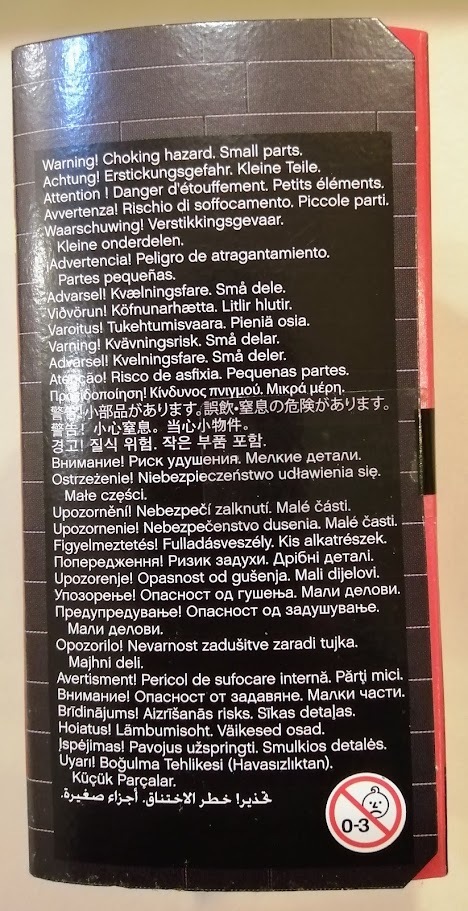 Warning! Choking hazard. Small parts.
Achtung! Erstickungsgefahr. Kleine Teile.
Attention ! Danger d'étouffement. Petits éléments.
Avvertenza! Rischio di soffocamento. Piccole parti.
Waarschuwing! Verstikkingsgevaar.
Kleine onderdelen.
¡Advertencia! Peligro de atragantamiento.
Partes pequeñas.
Advarsel! Kvælningsfare. Små dele.
Viðvörun! Köfnunarhætta. Litlir hlutir.
Varoitus! Tukehtumisvaara. Pieniä osia.
Varning! Kvävningsrisk. Små delar.
Advarsel! Kvelningsfare. Små deler.
Atenção! Risco de asfixia. Pequenas partes.
Προειδοποίηση! Κίνδυνος πνιγμού. Μικρά μέρη.
警告!小部品があります。誤飲•窒息の危険があります。
警告! 小心窒息。当心小物件。
경고! 질식 위험. 작은 부품 포함.
Внимание! Риск удушения. Мелкие детали.
Ostrzeżenie! Niebezpieczeństwo udławienia się.
Małe części.
Upozornění! Nebezpečí zalknutí. Malé části.
Upozornenie! Nebezpečenstvo dusenia. Malé časti.
Figyelmeztetés! Fulladásveszély. Kis alkatrészek.
Попередження! Ризик задухи. Дрібні деталі.
Upozorenje! Opasnost od gušenja. Mali dijelovi.
Упозорење! Опасност од гушења. Мали делови.
Предупредување! Опасност од задушување.
Мали делови.
Opozorilo! Nevarnost zadušitve zaradi tujka.
Majhni deli.
Avertisment! Pericol de sufocare internă. Părţi mici.
Внимание! Опасност от задавяне. Малки части.
Brīdinājums! Aizrīšanās risks. Sīkas detaļas.
Hoiatus! Lämbumisoht. Väikesed osad.
Įspėjimas! Pavojus užspringti. Smulkios detalės.
Uyarı! Boğulma Tehlikesi (Havasızlıktan).
Küçük Parçalar.
تحذير! خطر الاختناق. أجزاء صغيرة.
0-3